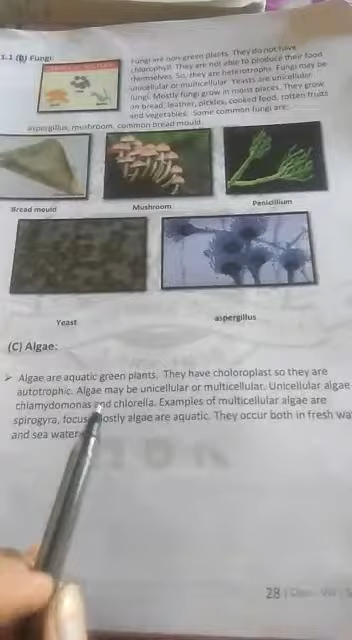 3.1 (B) Fungi:
Fungi are non-green plants. They do not have
chlorophyll. They are not able to produce their food
themselves. So, they are heterotrophs. Fungi may be
unicellular or multicellular. Yeasts are unicellular
fungi. Mostly fungi grow in moist places. They grow
on bread, leather, pickles, cooked food, rotten fruits
and vegetables. Some common fungi are:
aspergillus, mushroom, common bread mould.
Bread mould
Mushroom
Penicillium
Yeast
aspergillus
(C) Algae:
➢ Algae are aquatic green plants. They have choloroplast so they are
autotrophic. Algae may be unicellular or multicellular. Unicellular algae
chlamydomonas and chlorella. Examples of multicellular algae are
spirogyra, focus. Mostly algae are aquatic. They occur both in fresh
and sea water
28 |